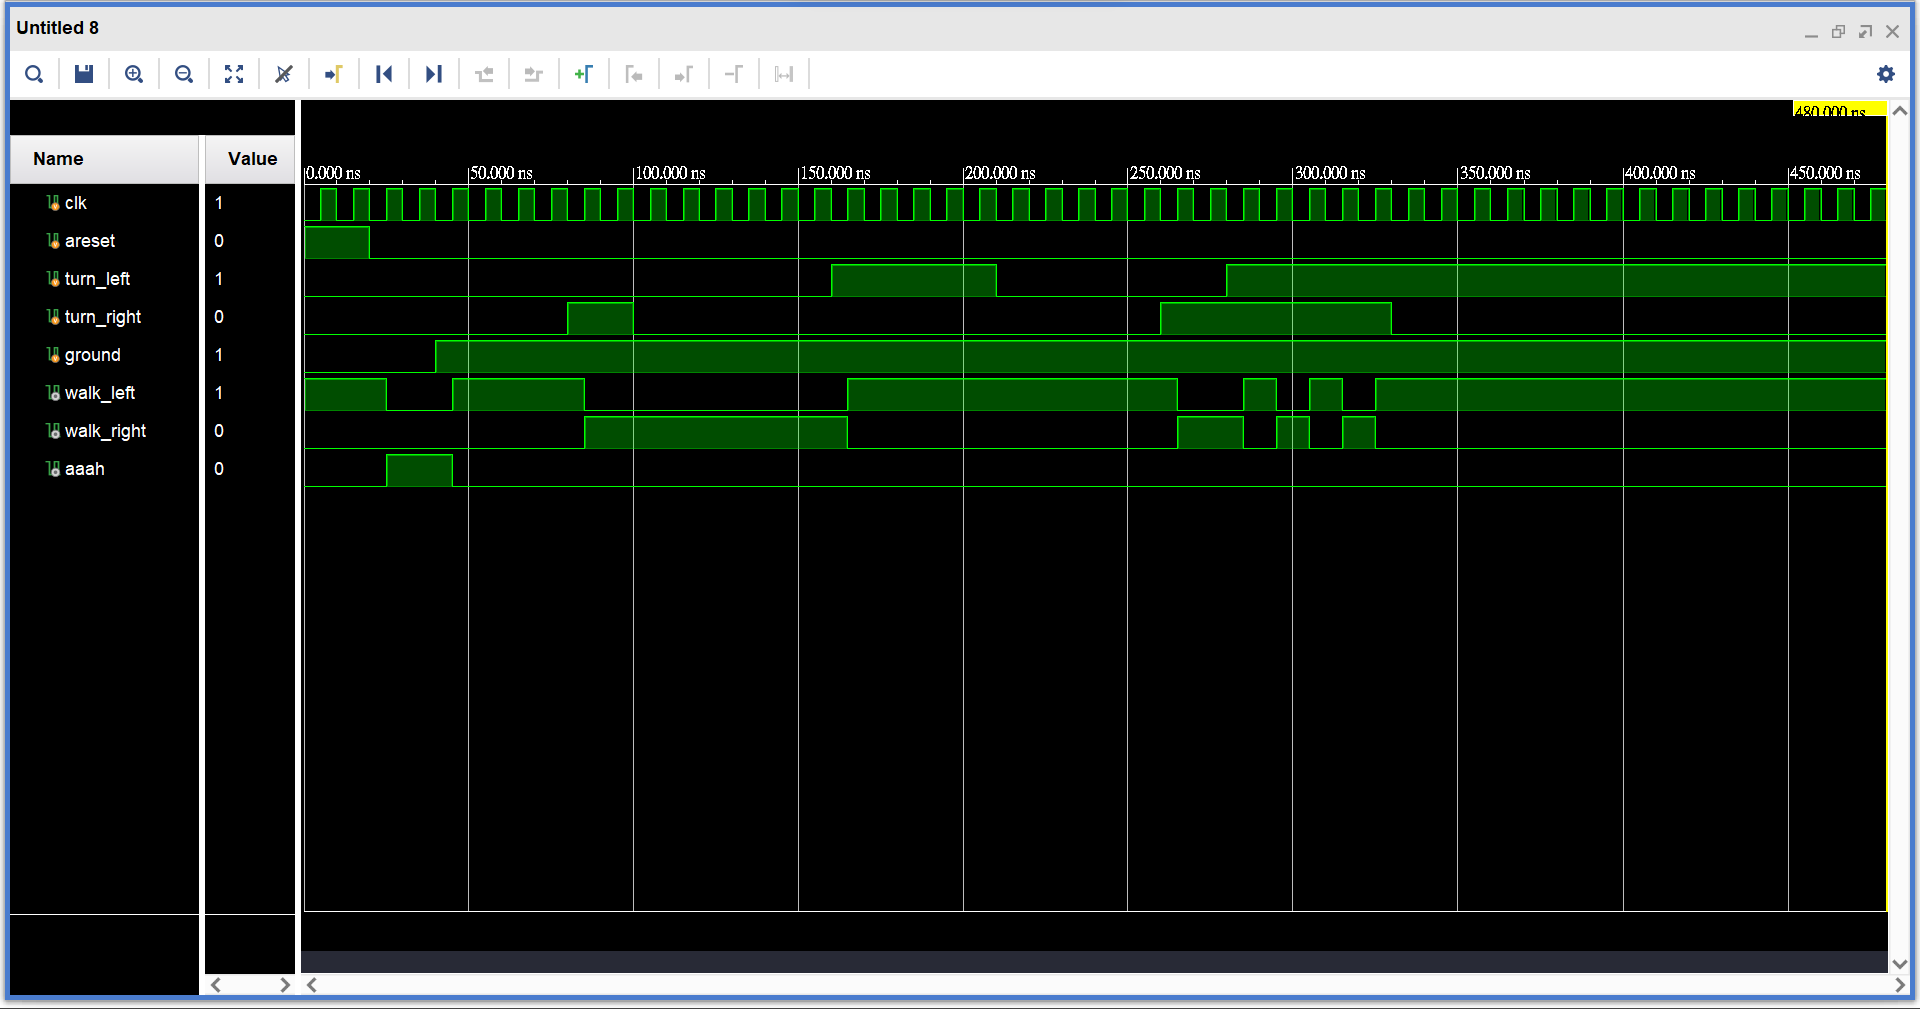 Untitled 8
480.000 ns
Name Value
0.000 ns 50.000 ns 100.000 ns 150.000 ns 200.000 ns 250.000 ns 300.000 ns 350.000 ns 400.000 ns 450.000 ns
clk 1
areset 0
turn_left 1
turn_right 0
ground 1
walk_left 1
walk_right 0
aaah 0